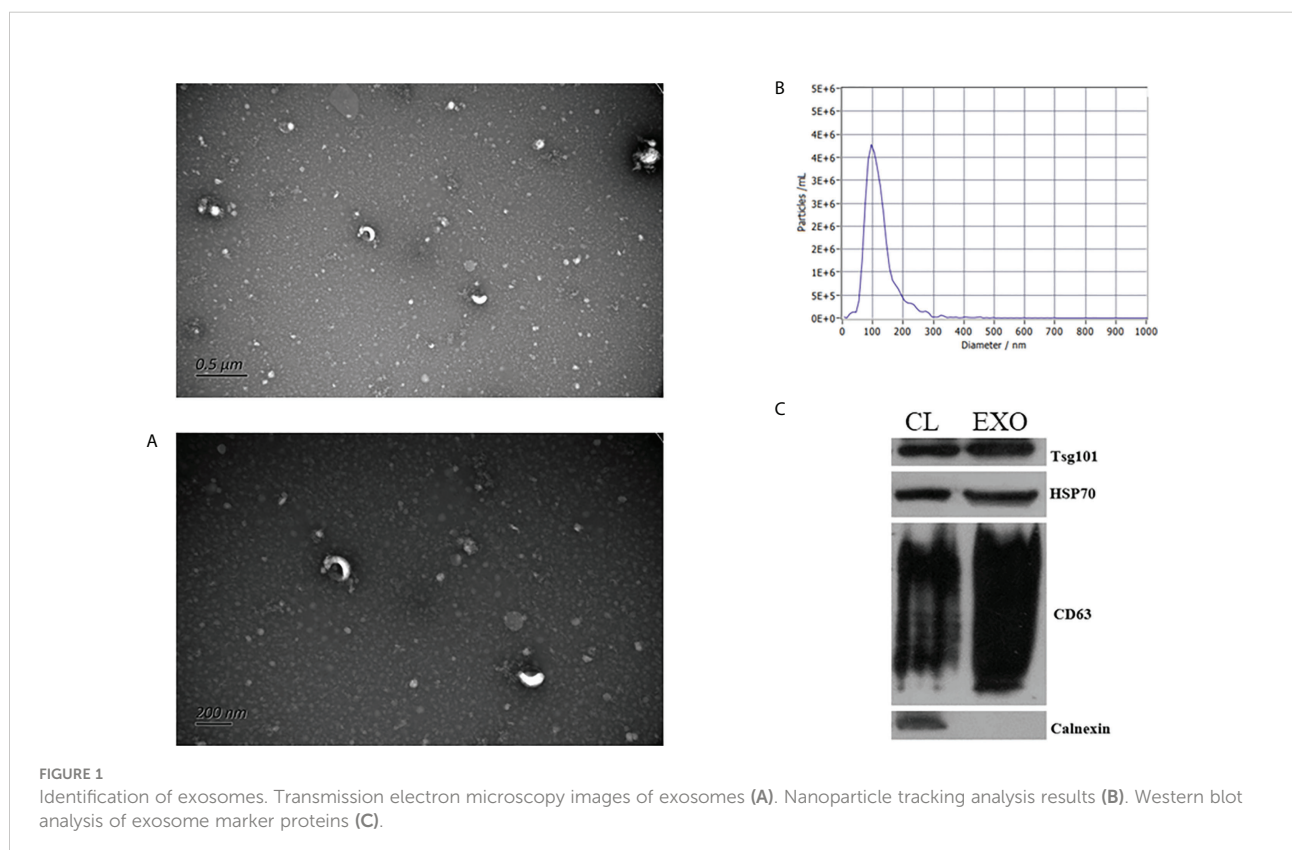 0.5 µm
A
200 nm
B
Particles /mL
5E+6
5E+6
4E+6
4E+6
3E+6
3E+6
2E+6
2E+6
1E+6
5E+5
0E+0
0 100 200 300 400 500 600 700 800 900 1000
Diameter / nm
C
CL EXO
Tsg101
HSP70
CD63
Calnexin
FIGURE 1
Identification of exosomes. Transmission electron microscopy images of exosomes (A). Nanoparticle tracking analysis results (B). Western blot
analysis of exosome marker proteins (C).